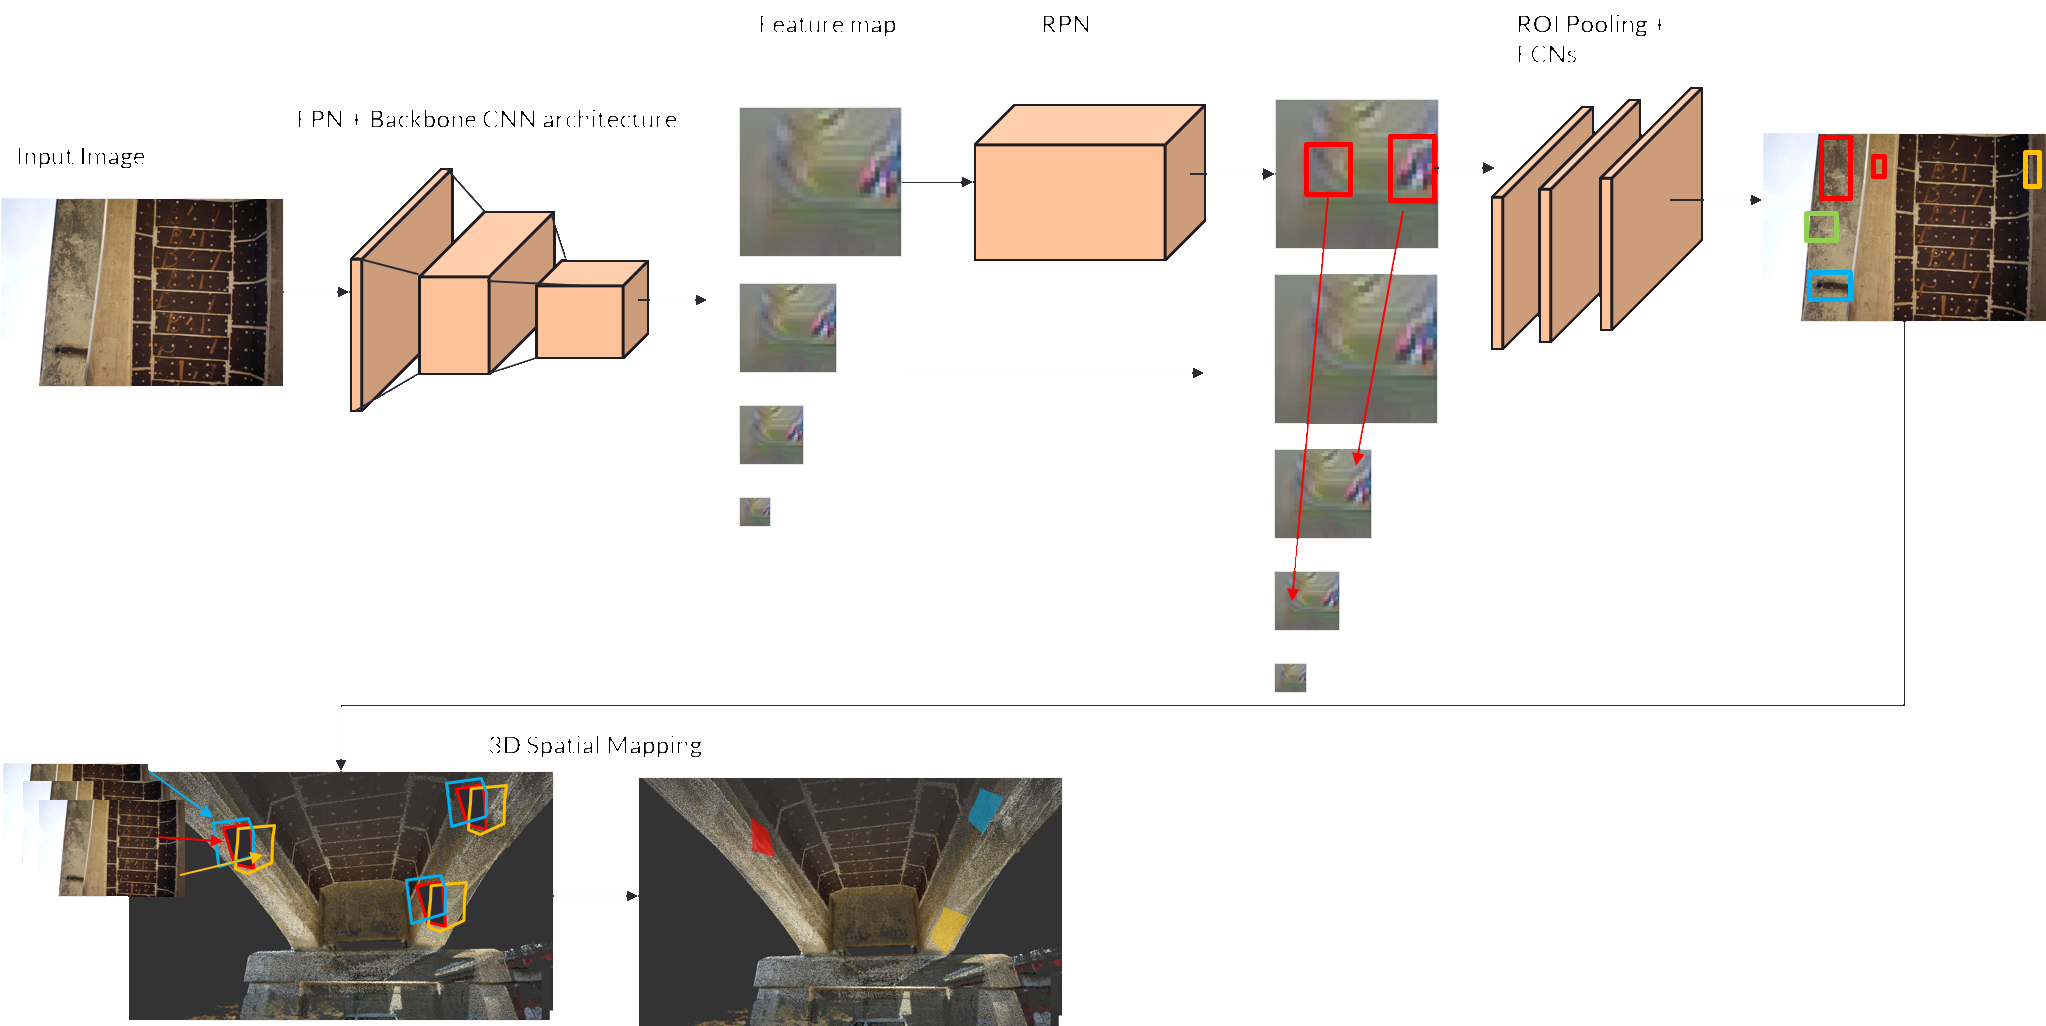 Feature map
RPN
ROI Pooling +
FCNs
FPN + Backbone CNN architecture
Input Image
3D Spatial Mapping